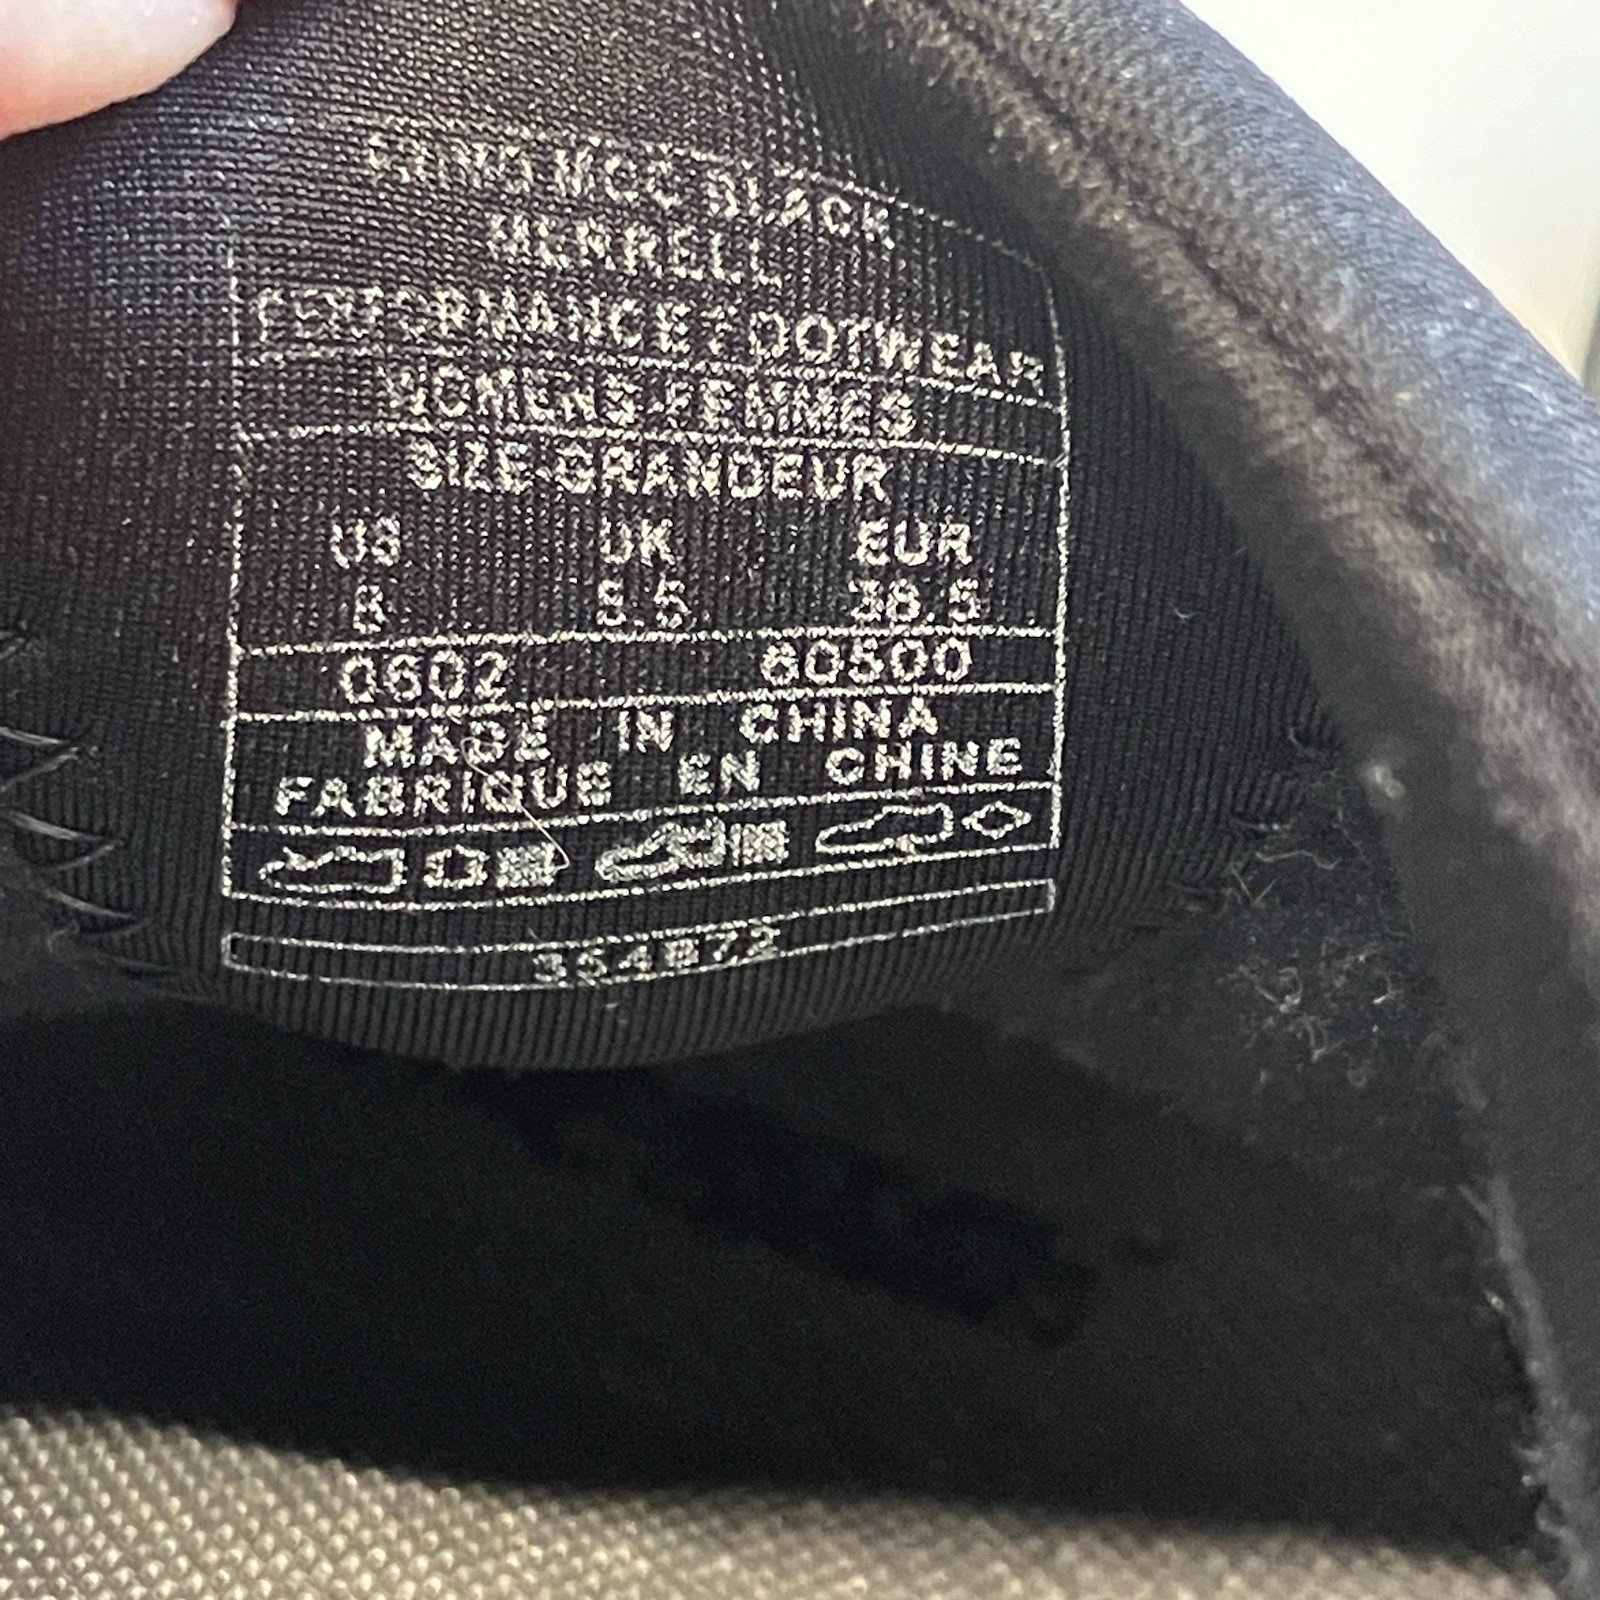 MOC BLACK
MERRELL
PERFORMANCE FOOTWEAR
WOMENS-FEMMES
SIZE-GRANDEUR
US UK EUR
8 5.5 38.5
0602 60500
MADE IN CHINA
FABRIQUE EN CHINE